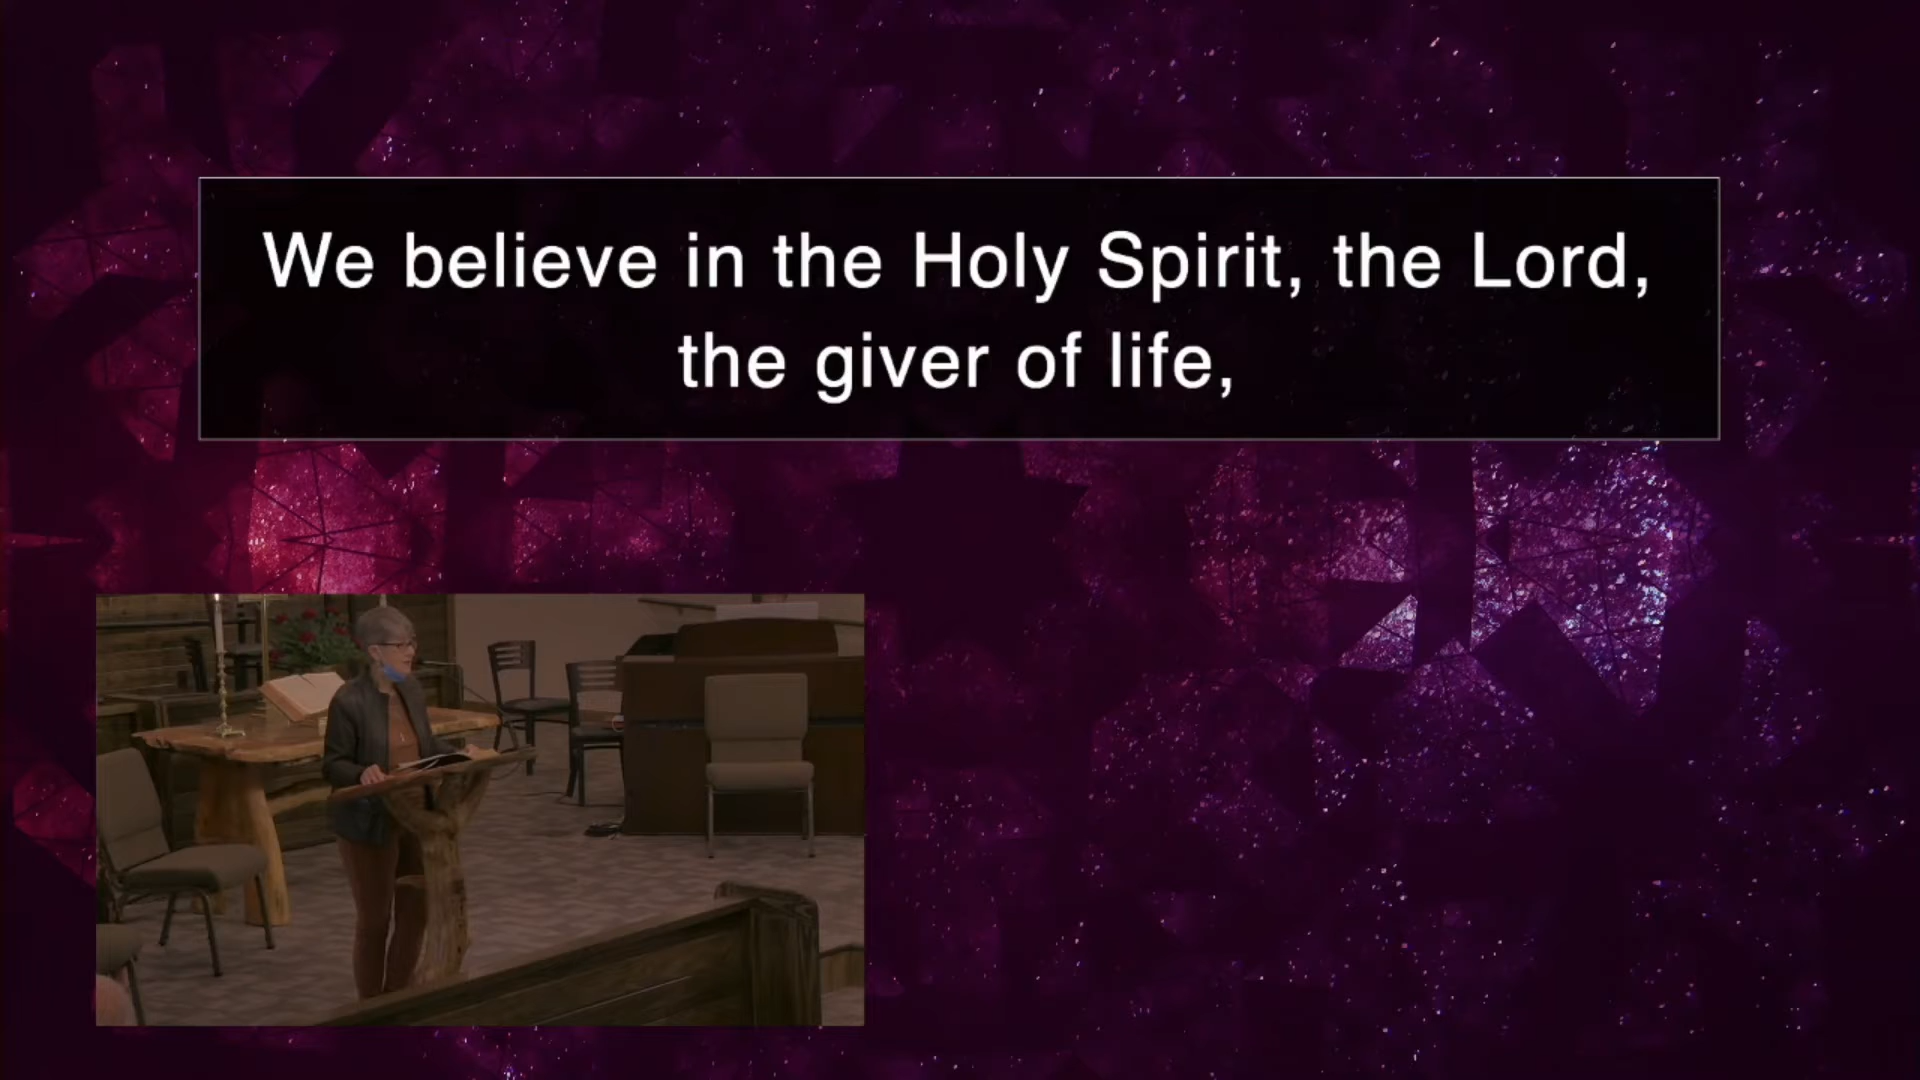 We believe in the Holy Spirit, the Lord,
the giver of life,